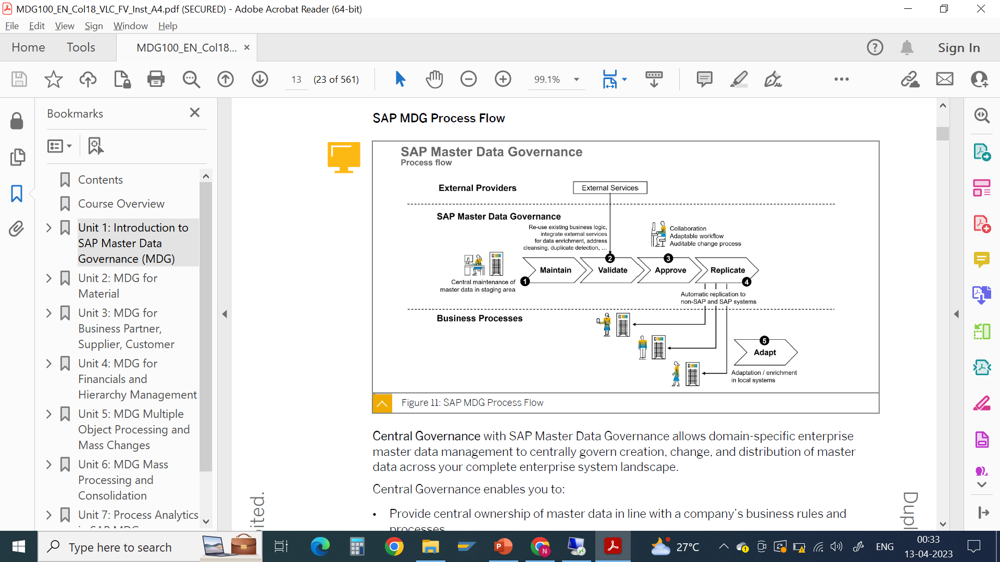 MDG100_EN_Col18_VLC_FV_Inst_A4.pdf (SECURED) - Adobe Acrobat Reader (64-bit)
File Edit View Sign Window Help
Home Tools MDG100_EN_Col18... Sign In
13 (23 of 561) 99.1%
Bookmarks
Contents
Course Overview
Unit 1: Introduction to
SAP Master Data
Governance (MDG)
Unit 2: MDG for
Material
Unit 3: MDG for
Business Partner,
Supplier, Customer
Unit 4: MDG for
Financials and
Hierarchy Management
Unit 5: MDG Multiple
Object Processing and
Mass Changes
Unit 6: MDG Mass
Processing and
Consolidation
Unit 7: Process Analytics
in SAP MDG
SAP MDG Process Flow
SAP Master Data Governance
Process flow
External Providers
External Services
SAP Master Data Governance
Re-use existing business logic,
integrate external services
for data enrichment, address
cleansing, duplicate detection, ...
Collaboration
Adaptable workflow
Auditable change process
Central maintenance of
master data in staging area
1 Maintain
2 Validate
3 Approve
4 Replicate
Automatic replication to
non-SAP and SAP systems
Business Processes
5
Adapt
Adaptation / enrichment
in local systems
Figure 11: SAP MDG Process Flow
Central Governance with SAP Master Data Governance allows domain-specific enterprise
master data management to centrally govern creation, change, and distribution of master
data across your complete enterprise system landscape.
Central Governance enables you to:
• Provide central ownership of master data in line with a company's business rules and
processes
ited.
Dupl
Type here to search
27°C
ENG
00:33
13-04-2023